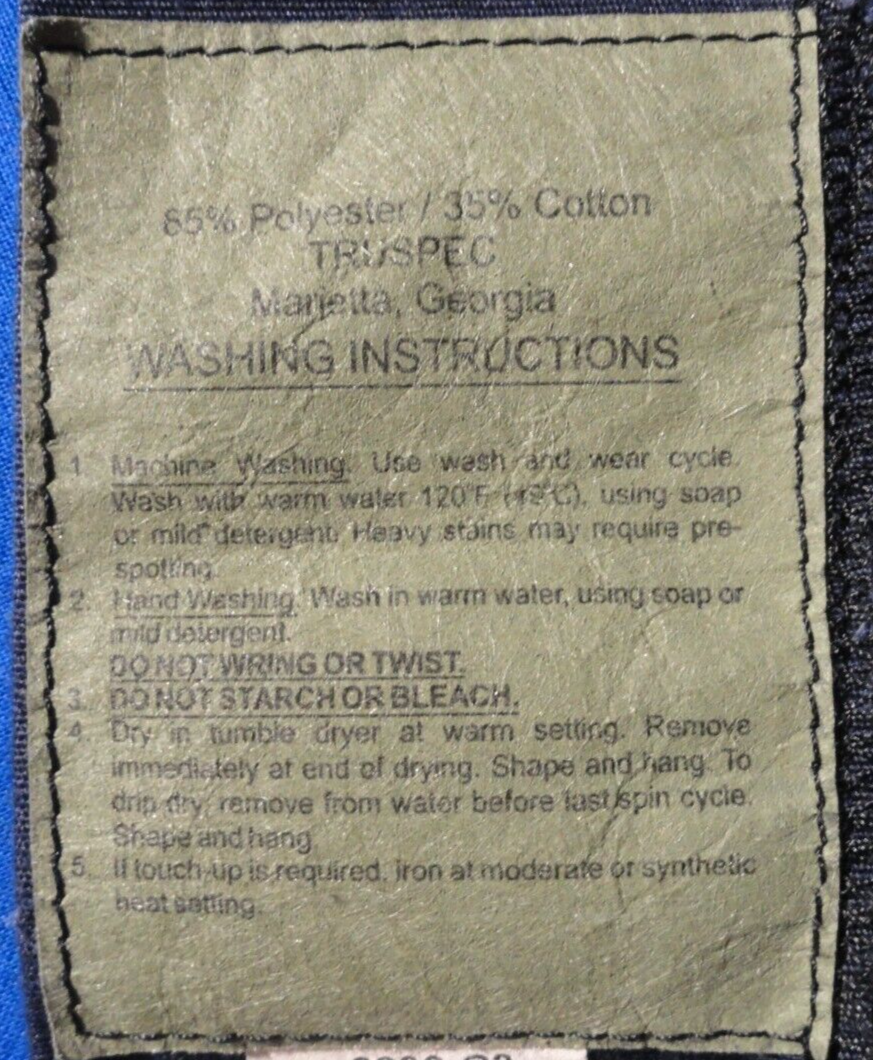 65% Polyester / 35% Cotton
TRUSPEC
Marietta, Georgia
WASHING INSTRUCTIONS
1. Machine Washing. Use wash and wear cycle.
Wash with warm water 120°F (49°C), using soap
or mild detergent. Heavy stains may require pre-
spotting.
2. Hand Washing. Wash in warm water, using soap or
mild detergent.
DO NOT WRING OR TWIST.
3. DO NOT STARCH OR BLEACH.
4. Dry in tumble dryer at warm setting. Remove
immediately at end of drying. Shape and hang. To
drip dry, remove from water before last spin cycle.
Shape and hang.
5. If touch-up is required, iron at moderate or synthetic
heat setting.